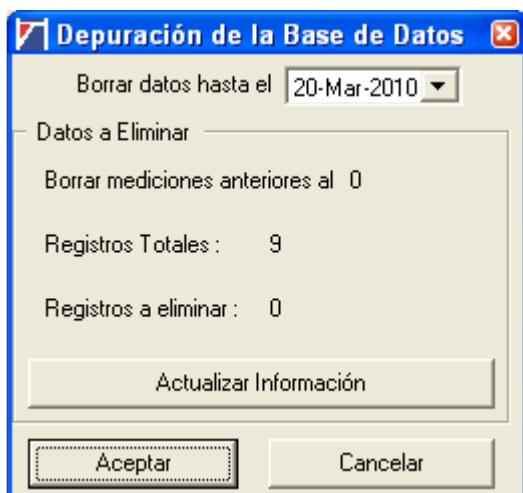 Depuración de la Base de Datos
Borrar datos hasta el 20-Mar-2010
Datos a Eliminar
Borrar mediciones anteriores al 0
Registros Totales : 9
Registros a eliminar : 0
Actualizar Información
Aceptar Cancelar